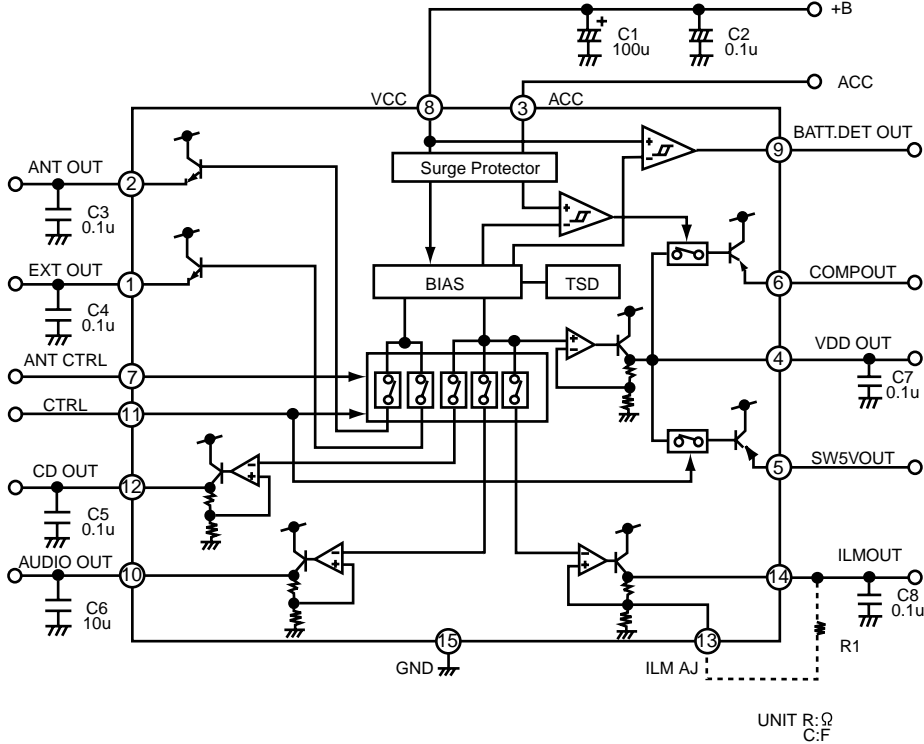 +B
C1
100u
C2
0.1u
ACC
VCC
8
3
ACC
BATT.DET OUT
9
ANT OUT
2
C3
0.1u
Surge Protector
EXT OUT
1
C4
0.1u
BIAS
TSD
6
COMPOUT
ANT CTRL
7
4
VDD OUT
C7
0.1u
CTRL
11
CD OUT
12
C5
0.1u
5
SW5VOUT
AUDIO OUT
10
C6
10u
14
ILMOUT
C8
0.1u
R1
15
GND
13
ILM AJ
UNIT R:Ω
C:F